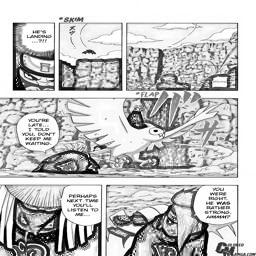 HE'S
LANDING
...?!!
*SKIM
*FLAP
YOU'RE
LATE...
I TOLD
YOU, DON'T
KEEP ME
WAITING.
PERHAPS
NEXT TIME
YOU'LL
LISTEN TO
ME...
YOU
WERE
RIGHT.
HE WAS
RATHER
STRONG,
HMMM?